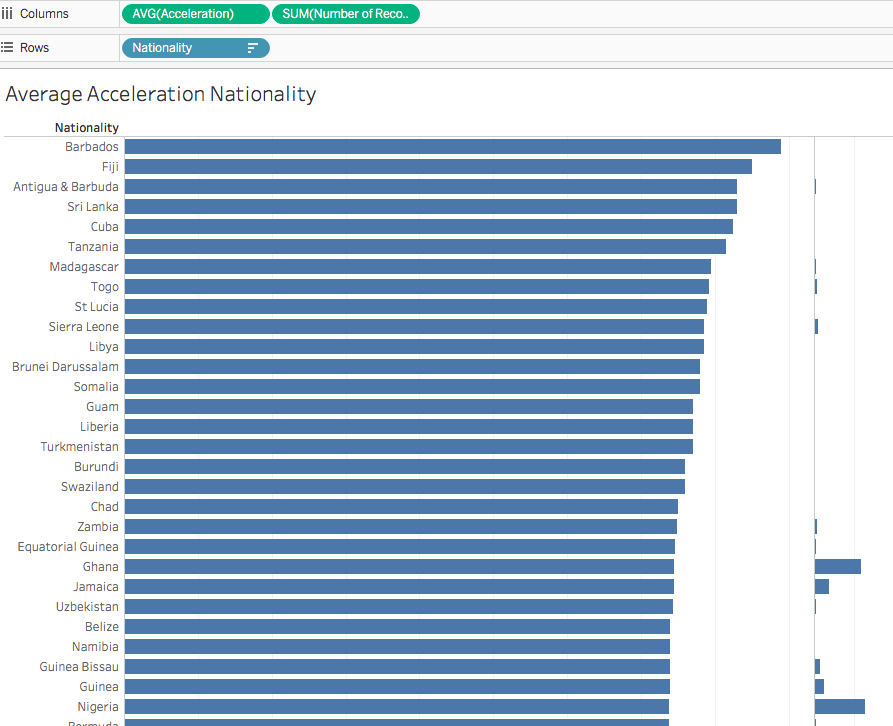 Columns AVG(Acceleration) SUM(Number of Reco..
Rows Nationality
Average Acceleration Nationality
Nationality
Barbados
Fiji
Antigua & Barbuda
Sri Lanka
Cuba
Tanzania
Madagascar
Togo
St Lucia
Sierra Leone
Libya
Brunei Darussalam
Somalia
Guam
Liberia
Turkmenistan
Burundi
Swaziland
Chad
Zambia
Equatorial Guinea
Ghana
Jamaica
Uzbekistan
Belize
Namibia
Guinea Bissau
Guinea
Nigeria
Bermuda